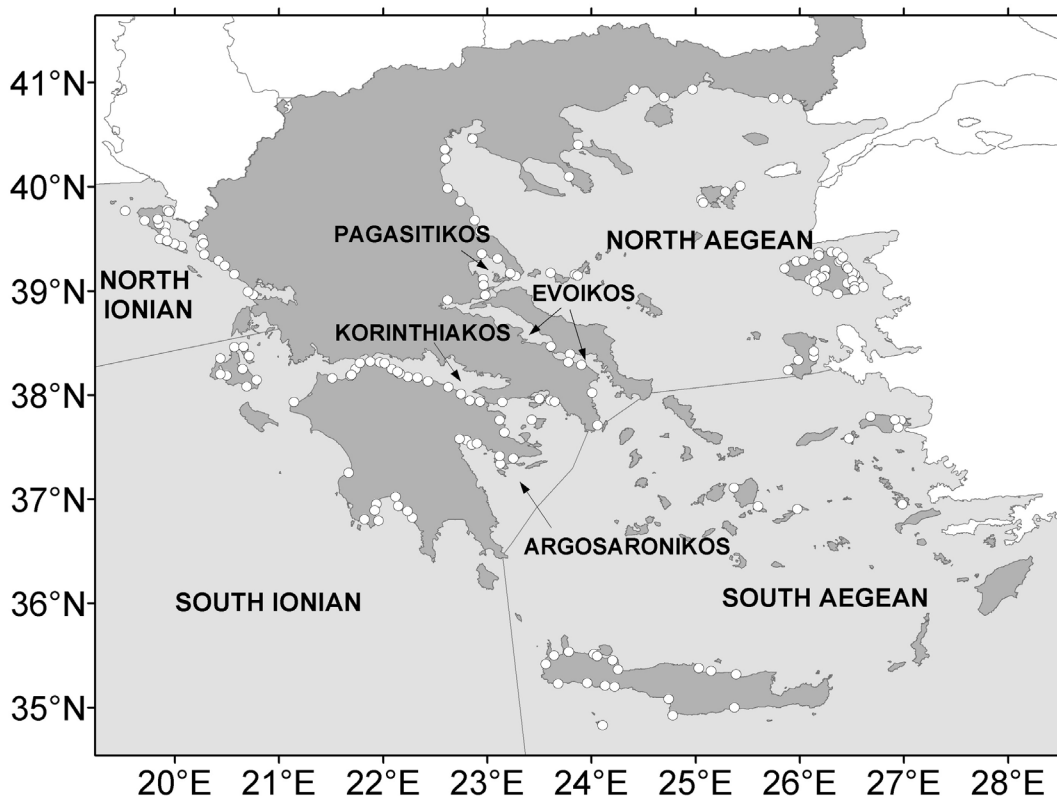 41°N
40°N
39°N
38°N
37°N
36°N
35°N
PAGASITIKOS
NORTH AEGEAN
NORTH
IONIAN
EVOIKOS
KORINTHIAKOS
ARGOSARONIKOS
SOUTH IONIAN
SOUTH AEGEAN
20°E 21°E 22°E 23°E 24°E 25°E 26°E 27°E 28°E